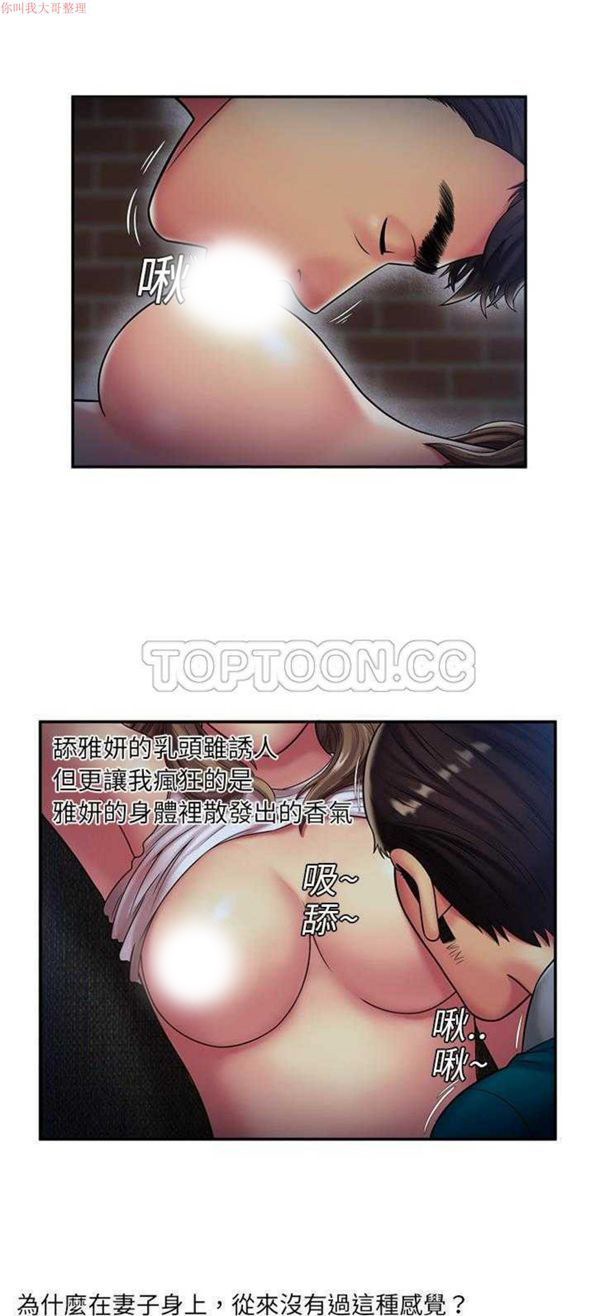 你叫我大哥整理
啾
TOPTOON.CC
舔雅妍的乳頭雖誘人
但更讓我瘋狂的是
雅妍的身體裡散發出的香氣
吸~
舔~
啾..
啾~
為什麼在妻子身上，從來沒有過這種感覺？